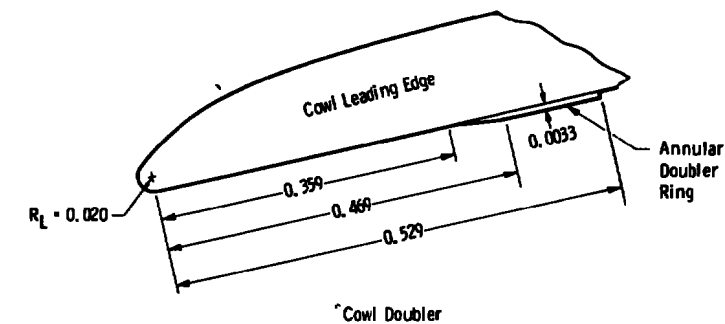 Cowl Leading Edge
0.0033
Annular
Doubler
Ring
0.359
0.469
0.529
R_L = 0.020
Cowl Doubler